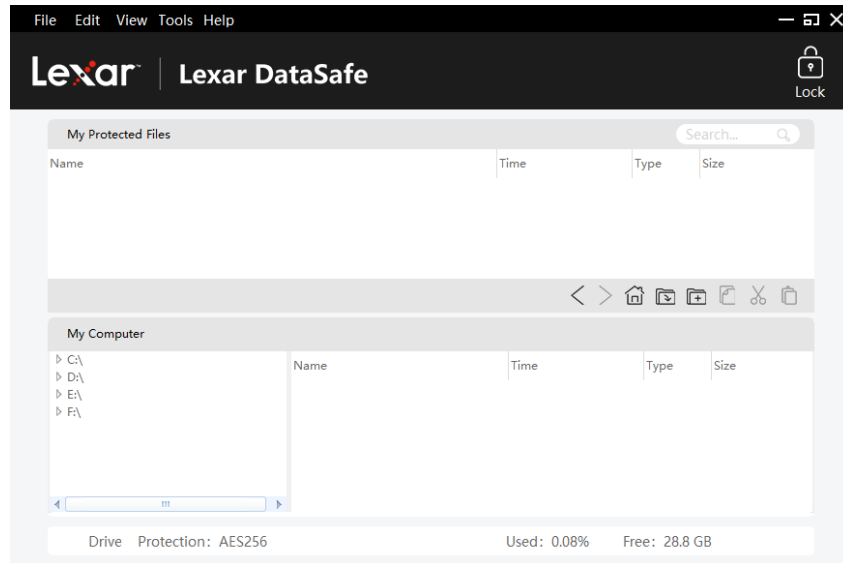 File Edit View Tools Help
Lexar™ Lexar DataSafe
Lock
My Protected Files Search...
Name Time Type Size
My Computer
C:\
D:\
E:\
F:\
Name Time Type Size
Drive Protection: AES256 Used: 0.08% Free: 28.8 GB